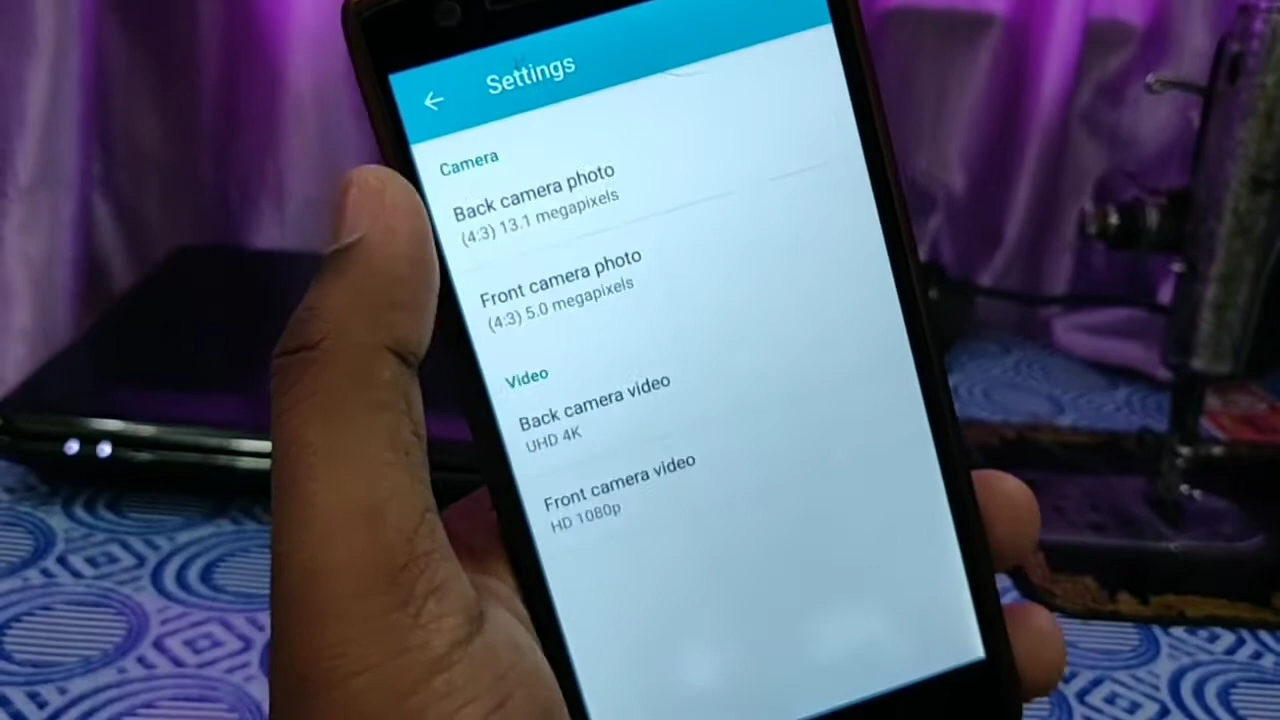 Settings
Camera
Back camera photo
(4:3) 13.1 megapixels
Front camera photo
(4:3) 5.0 megapixels
Video
Back camera video
UHD 4K
Front camera video
HD 1080p